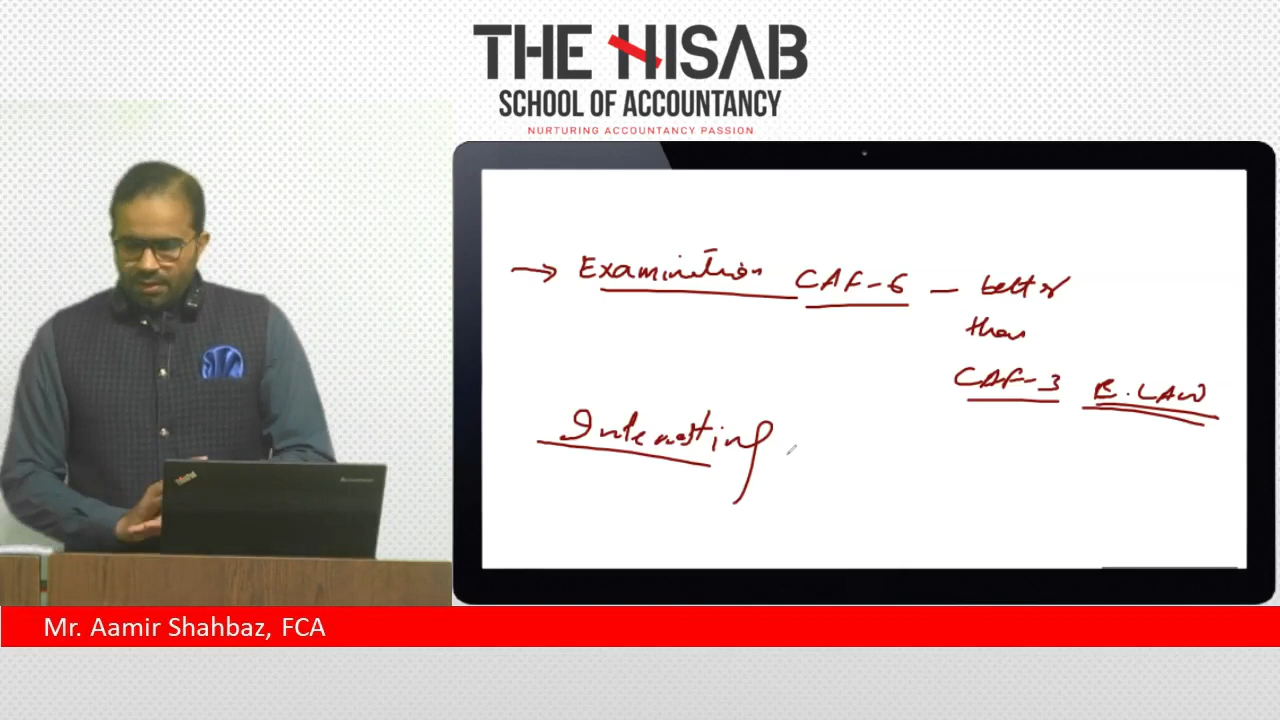 THE HISAB
SCHOOL OF ACCOUNTANCY
NURTURING ACCOUNTANCY PASSION
→ Examination CAF-6 – better
than
CAF-3 B. LAW
Interesting
Mr. Aamir Shahbaz, FCA